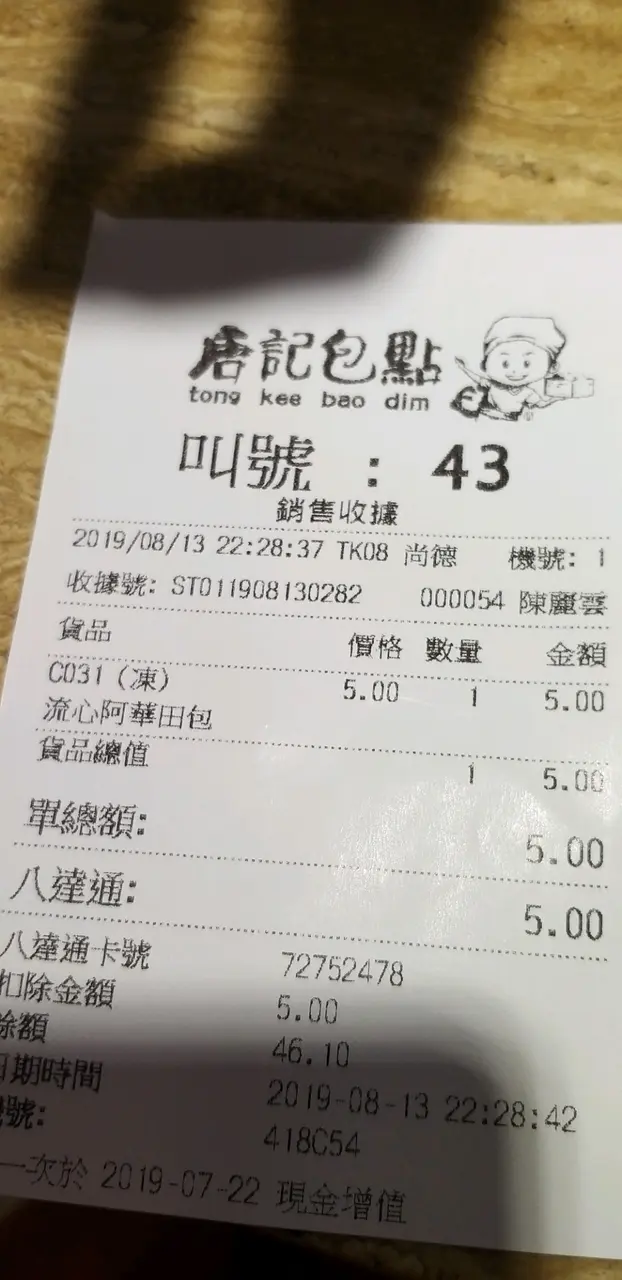 唐記包點
tong kee bao dim
叫號 : 43
銷售收據
2019/08/13 22:28:37 TK08 尚德 機號: 1
收據號: ST011908130282 000054 陳麗雲
貨品 價格 數量 金額
C031 (凍) 5.00 1 5.00
流心阿華田包
貨品總值 1 5.00
單總額: 5.00
八達通: 5.00
八達通卡號 72752478
扣除金額 5.00
餘額 46.10
日期時間 2019-08-13 22:28:42
號: 418C54
一次於 2019-07-22 現金增值